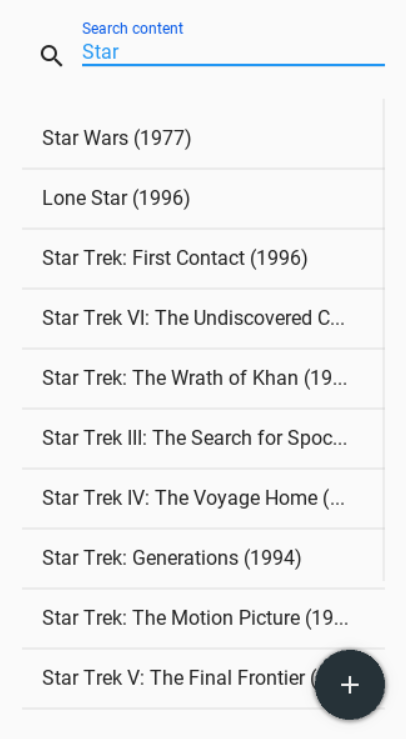 Search content
Star
Star Wars (1977)
Lone Star (1996)
Star Trek: First Contact (1996)
Star Trek VI: The Undiscovered C...
Star Trek: The Wrath of Khan (19...
Star Trek III: The Search for Spoc...
Star Trek IV: The Voyage Home (...
Star Trek: Generations (1994)
Star Trek: The Motion Picture (19...
Star Trek V: The Final Frontier (
+